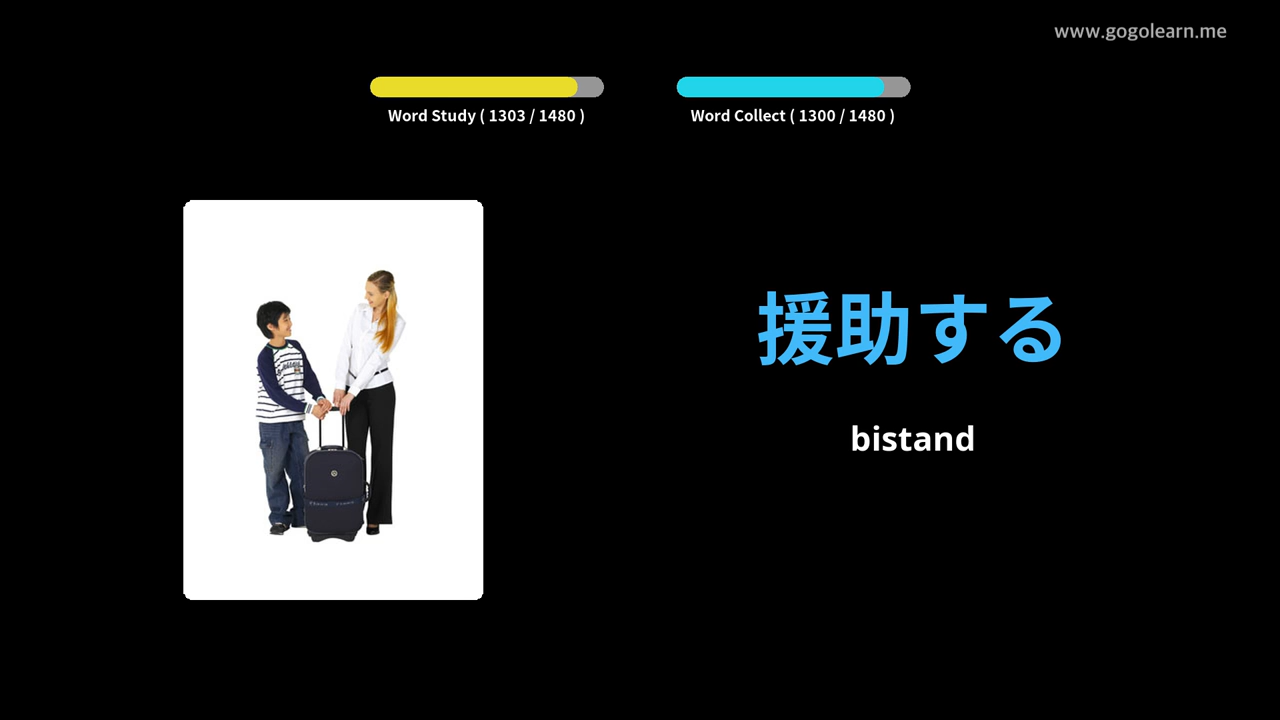 www.gogolearn.me
Word Study ( 1303 / 1480 )
Word Collect ( 1300 / 1480 )
援助する
bistand